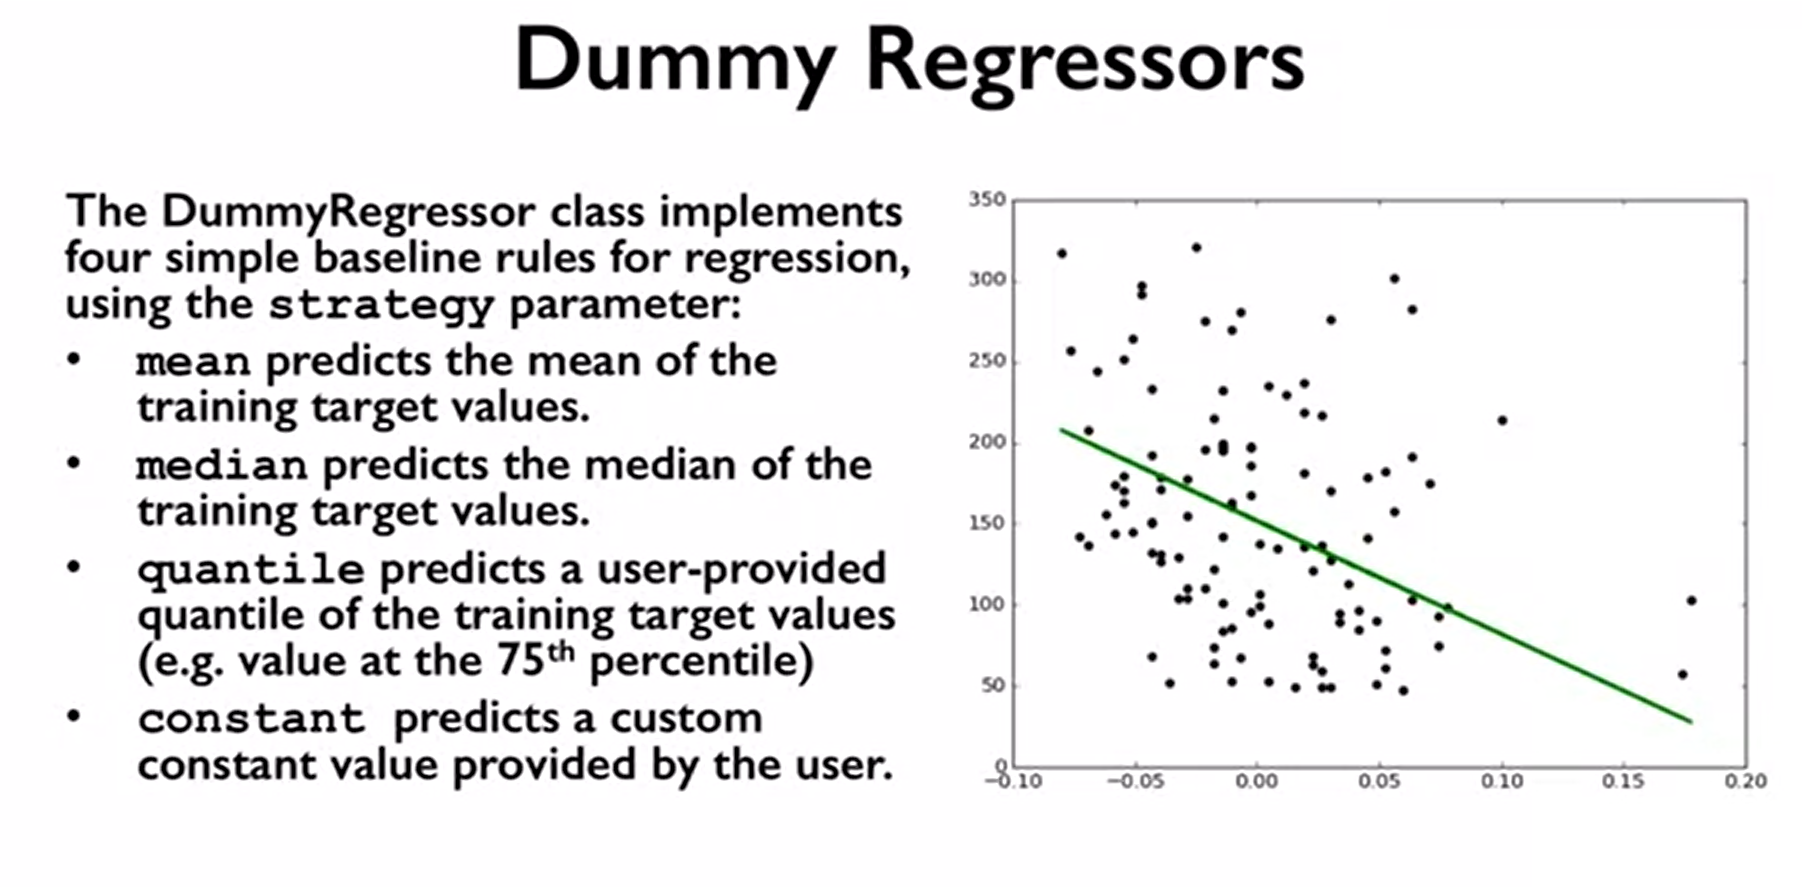 Dummy Regressors
The DummyRegressor class implements
four simple baseline rules for regression,
using the strategy parameter:
• mean predicts the mean of the
training target values.
• median predicts the median of the
training target values.
• quantile predicts a user-provided
quantile of the training target values
(e.g. value at the 75th percentile)
• constant predicts a custom
constant value provided by the user.
350
300
250
200
150
100
50
0
−0.10 −0.05 0.00 0.05 0.10 0.15 0.20